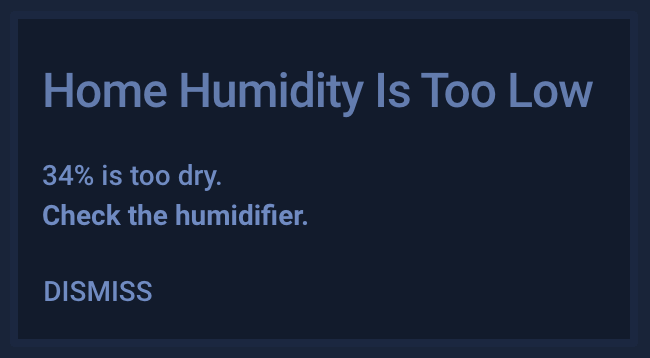 Home Humidity Is Too Low
34% is too dry.
Check the humidifier.
DISMISS